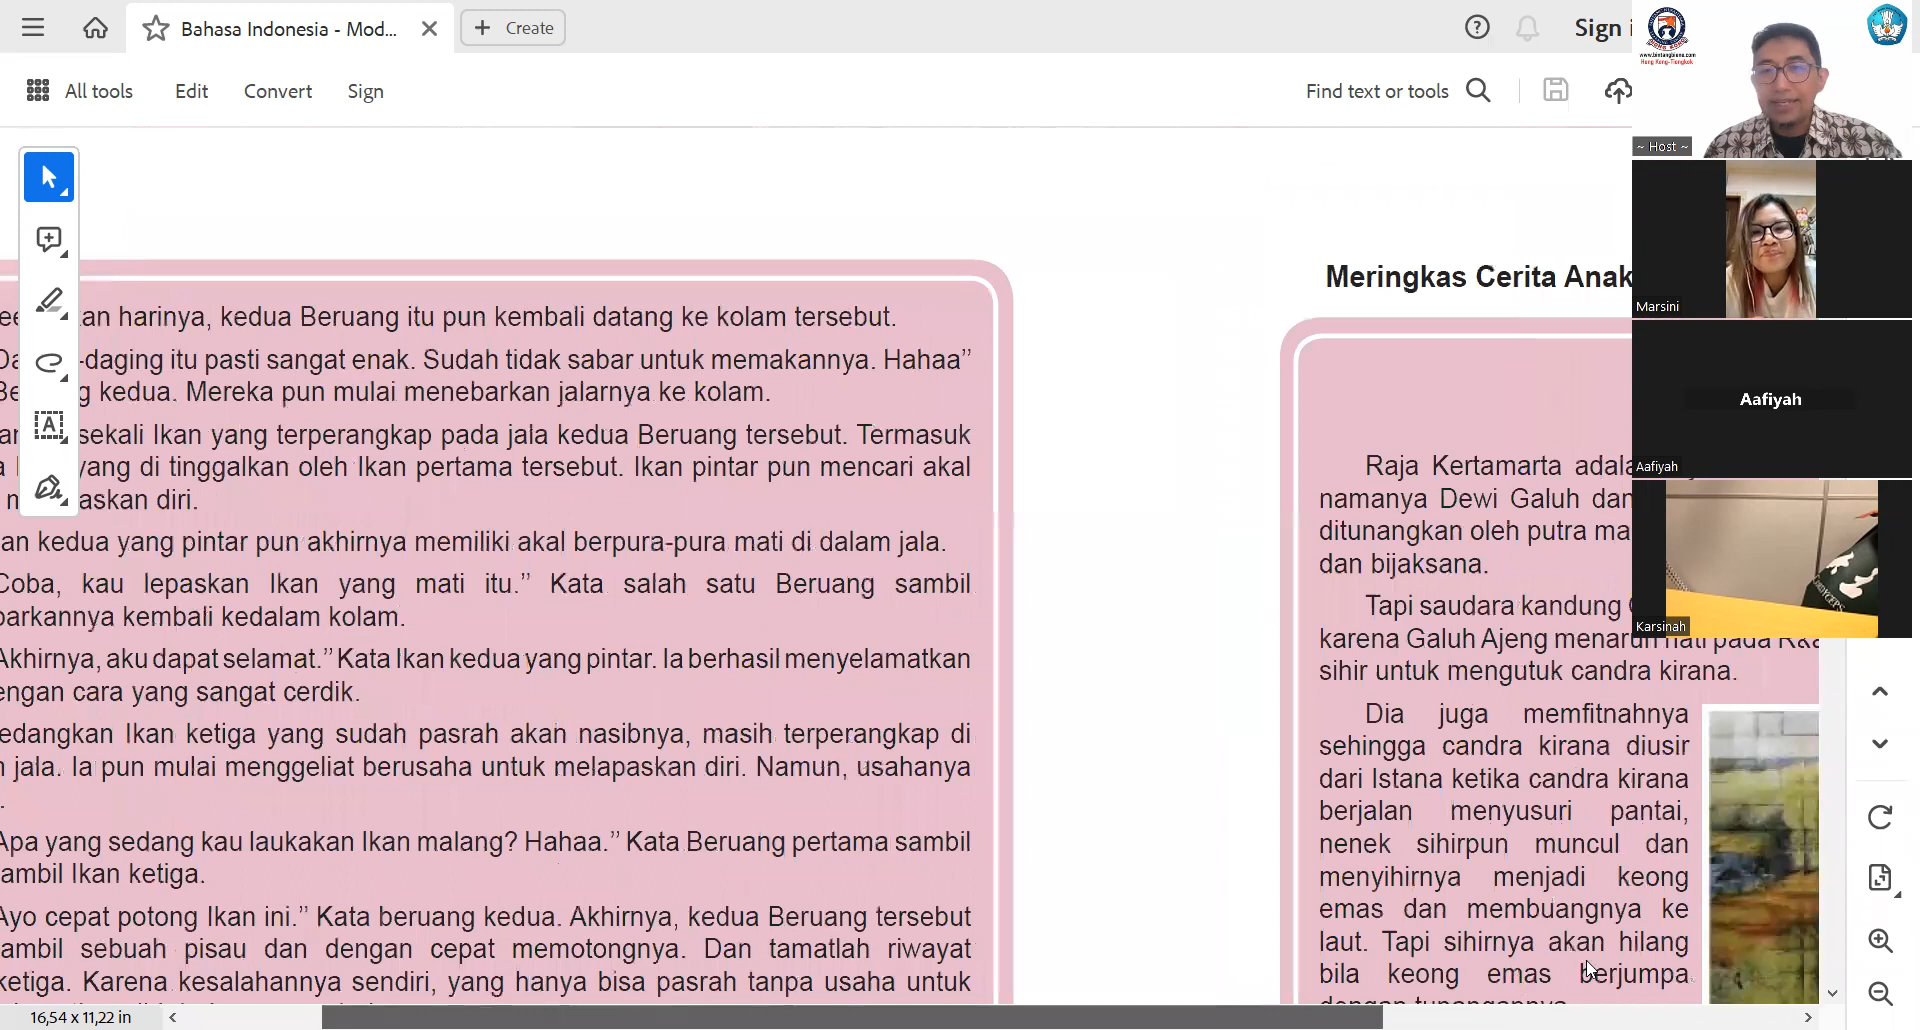 Bahasa Indonesia - Mod...
Create
Sign i
All tools
Edit
Convert
Sign
Find text or tools
www.bintangbiena.com
Hong Kong-Tiongkok
~ Host ~
Marsini
Aafiyah
Aafiyah
Karsinah
an harinya, kedua Beruang itu pun kembali datang ke kolam tersebut.
-daging itu pasti sangat enak. Sudah tidak sabar untuk memakannya. Hahaa”
g kedua. Mereka pun mulai menebarkan jalarnya ke kolam.
sekali Ikan yang terperangkap pada jala kedua Beruang tersebut. Termasuk
yang di tinggalkan oleh Ikan pertama tersebut. Ikan pintar pun mencari akal
askan diri.
an kedua yang pintar pun akhirnya memiliki akal berpura-pura mati di dalam jala.
Coba, kau lepaskan Ikan yang mati itu.” Kata salah satu Beruang sambil
parkannya kembali kedalam kolam.
Akhirnya, aku dapat selamat.” Kata Ikan kedua yang pintar. Ia berhasil menyelamatkan
engan cara yang sangat cerdik.
edangkan Ikan ketiga yang sudah pasrah akan nasibnya, masih terperangkap di
jala. Ia pun mulai menggeliat berusaha untuk melapaskan diri. Namun, usahanya
.
Apa yang sedang kau laukakan Ikan malang? Hahaa.” Kata Beruang pertama sambil
ambil Ikan ketiga.
Ayo cepat potong Ikan ini.” Kata beruang kedua. Akhirnya, kedua Beruang tersebut
ambil sebuah pisau dan dengan cepat memotongnya. Dan tamatlah riwayat
ketiga. Karena kesalahannya sendiri, yang hanya bisa pasrah tanpa usaha untuk
Meringkas Cerita Anak
Raja Kertamarta adala
namanya Dewi Galuh dan
ditunangkan oleh putra ma
dan bijaksana.
Tapi saudara kandung
karena Galuh Ajeng menaruh hati pada Ra
sihir untuk mengutuk candra kirana.
Dia juga memfitnahnya
sehingga candra kirana diusir
dari Istana ketika candra kirana
berjalan menyusuri pantai,
nenek sihirpun muncul dan
menyihirnya menjadi keong
emas dan membuangnya ke
laut. Tapi sihirnya akan hilang
bila keong emas berjumpa
dengan tunangannya
16,54 x 11,22 in